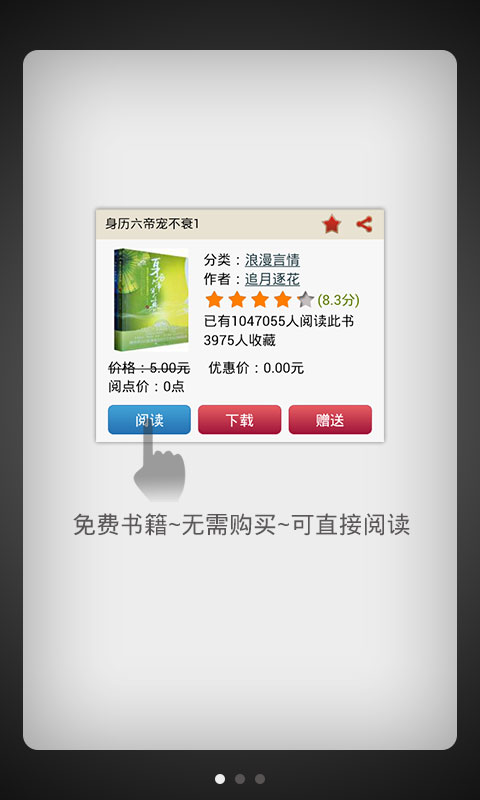 身历六帝宠不衰1
分类：浪漫言情
作者：追月逐花
(8.3分)
已有1047055人阅读此书
3975人收藏
价格：5.00元 优惠价：0.00元
阅点价：0点
阅读 下载 赠送
免费书籍~无需购买~可直接阅读